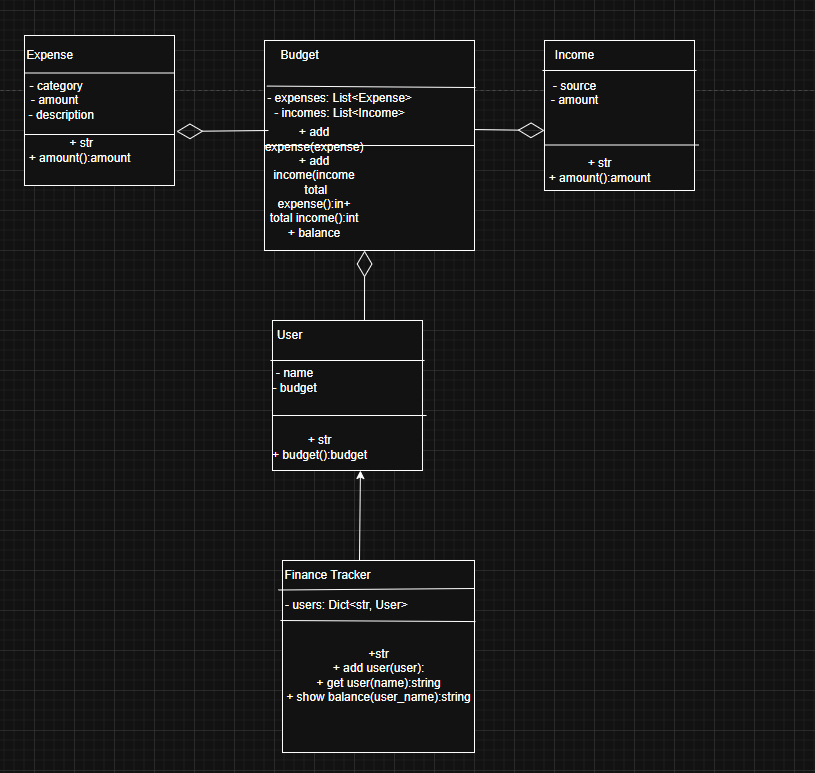 Expense
- category
- amount
- description
+ str
+ amount():amount
Budget
- expenses: List<Expense>
- incomes: List<Income>
+ add
expense(expense)
+ add
income(income
total
expense():in+
total income():int
+ balance
Income
- source
- amount
+ str
+ amount():amount
User
- name
- budget
+ str
+ budget():budget
Finance Tracker
- users: Dict<str, User>
+str
+ add user(user):
+ get user(name):string
+ show balance(user_name):string